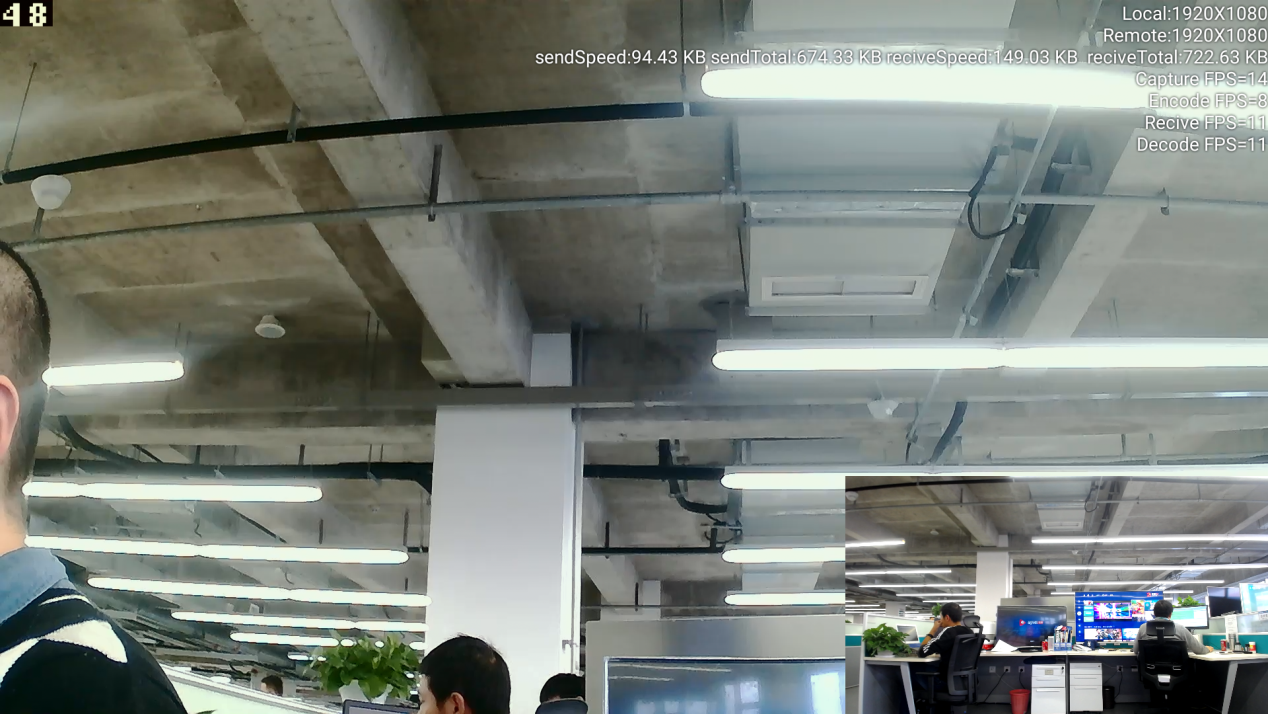 48
Local:1920X1080
Remote:1920X1080
sendSpeed:94.43 KB sendTotal:674.33 KB reciveSpeed:149.03 KB reciveTotal:722.63 KB
Capture FPS=14
Encode FPS=8
Recive FPS=11
Decode FPS=11